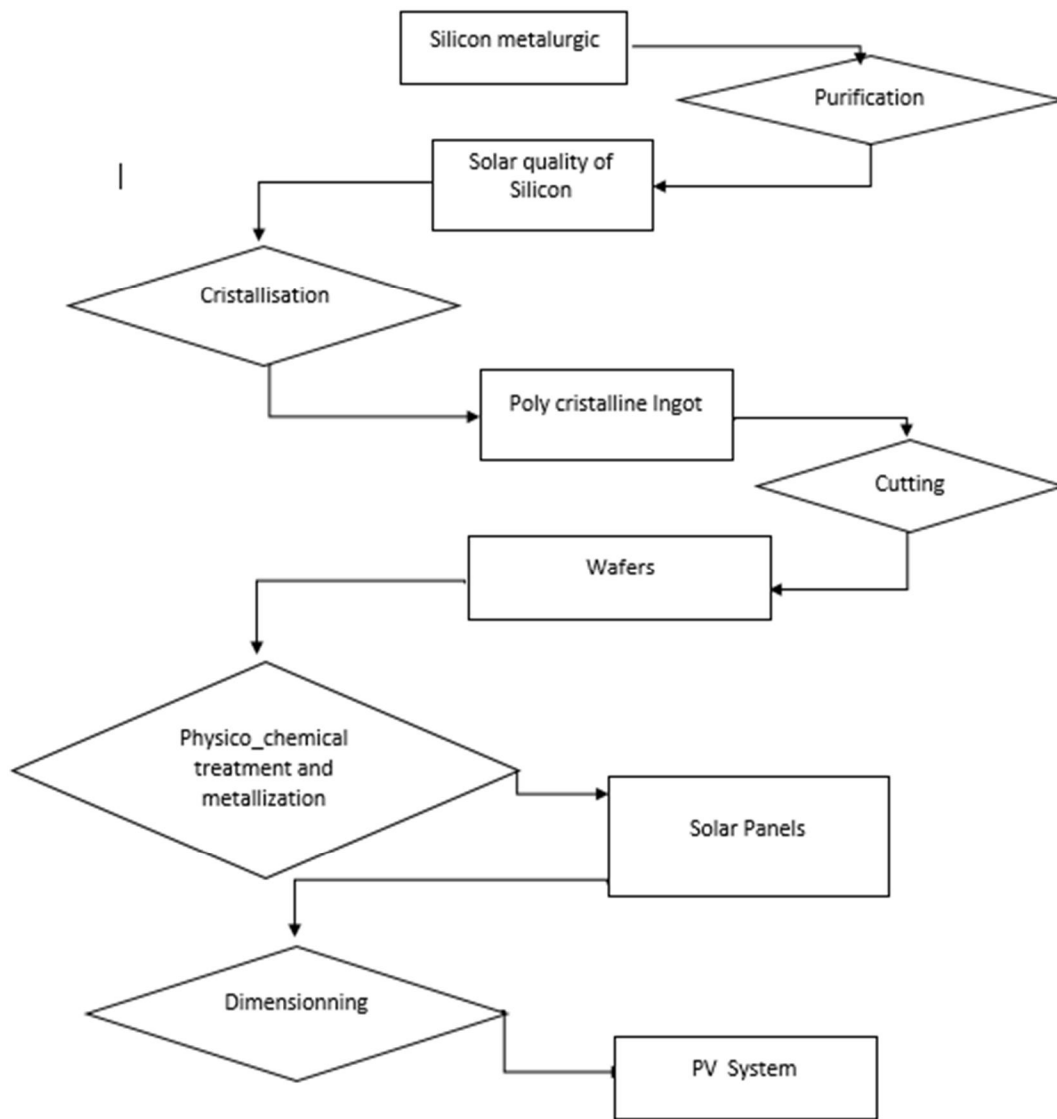 Silicon metalurgic
Purification
Solar quality of
Silicon
Cristallisation
Poly cristalline Ingot
Cutting
Wafers
Physico_chemical
treatment and
metallization
Solar Panels
Dimensionning
PV System